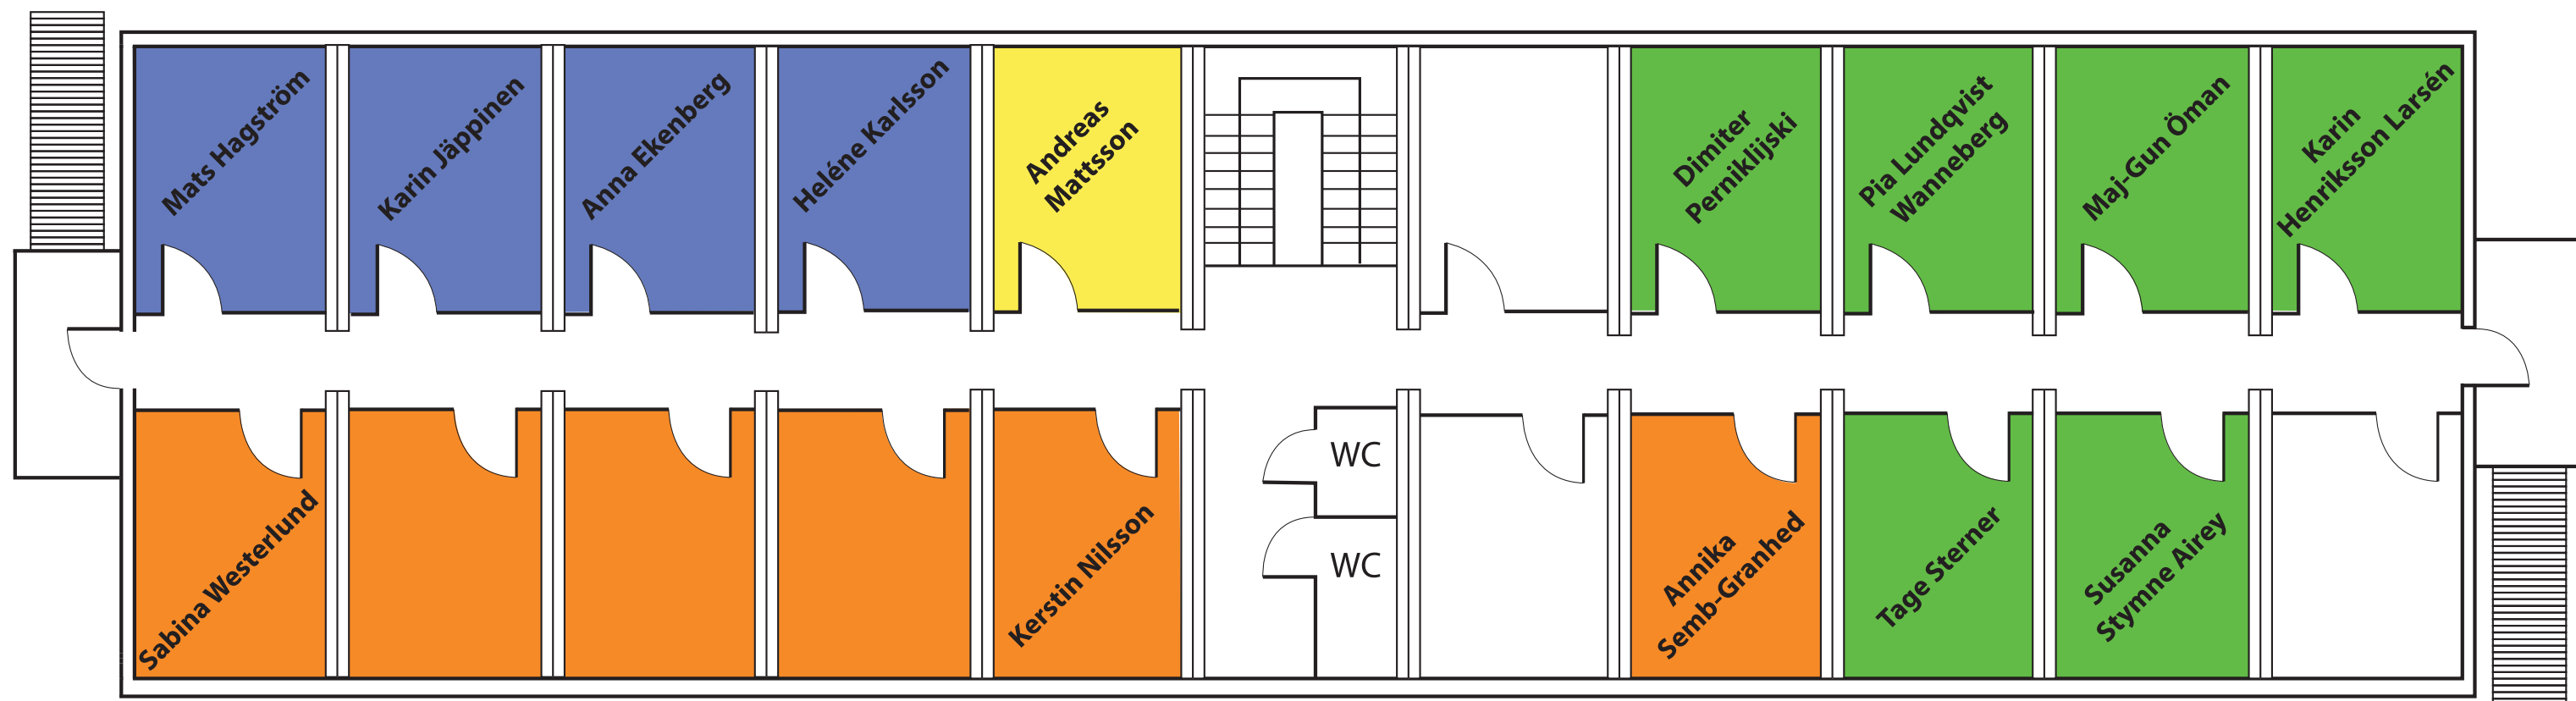 Mats Hagström
Karin Jäppinen
Anna Ekenberg
Heléne Karlsson
Andreas
Mattsson
Dimiter
Perniklijski
Pia Lundqvist
Wanneberg
Maj-Gun Öman
Karin
Henriksson Larsén
Sabina Westerlund
Kerstin Nilsson
WC
WC
Annika
Semb-Granhed
Tage Sterner
Susanna
Stymne Airey